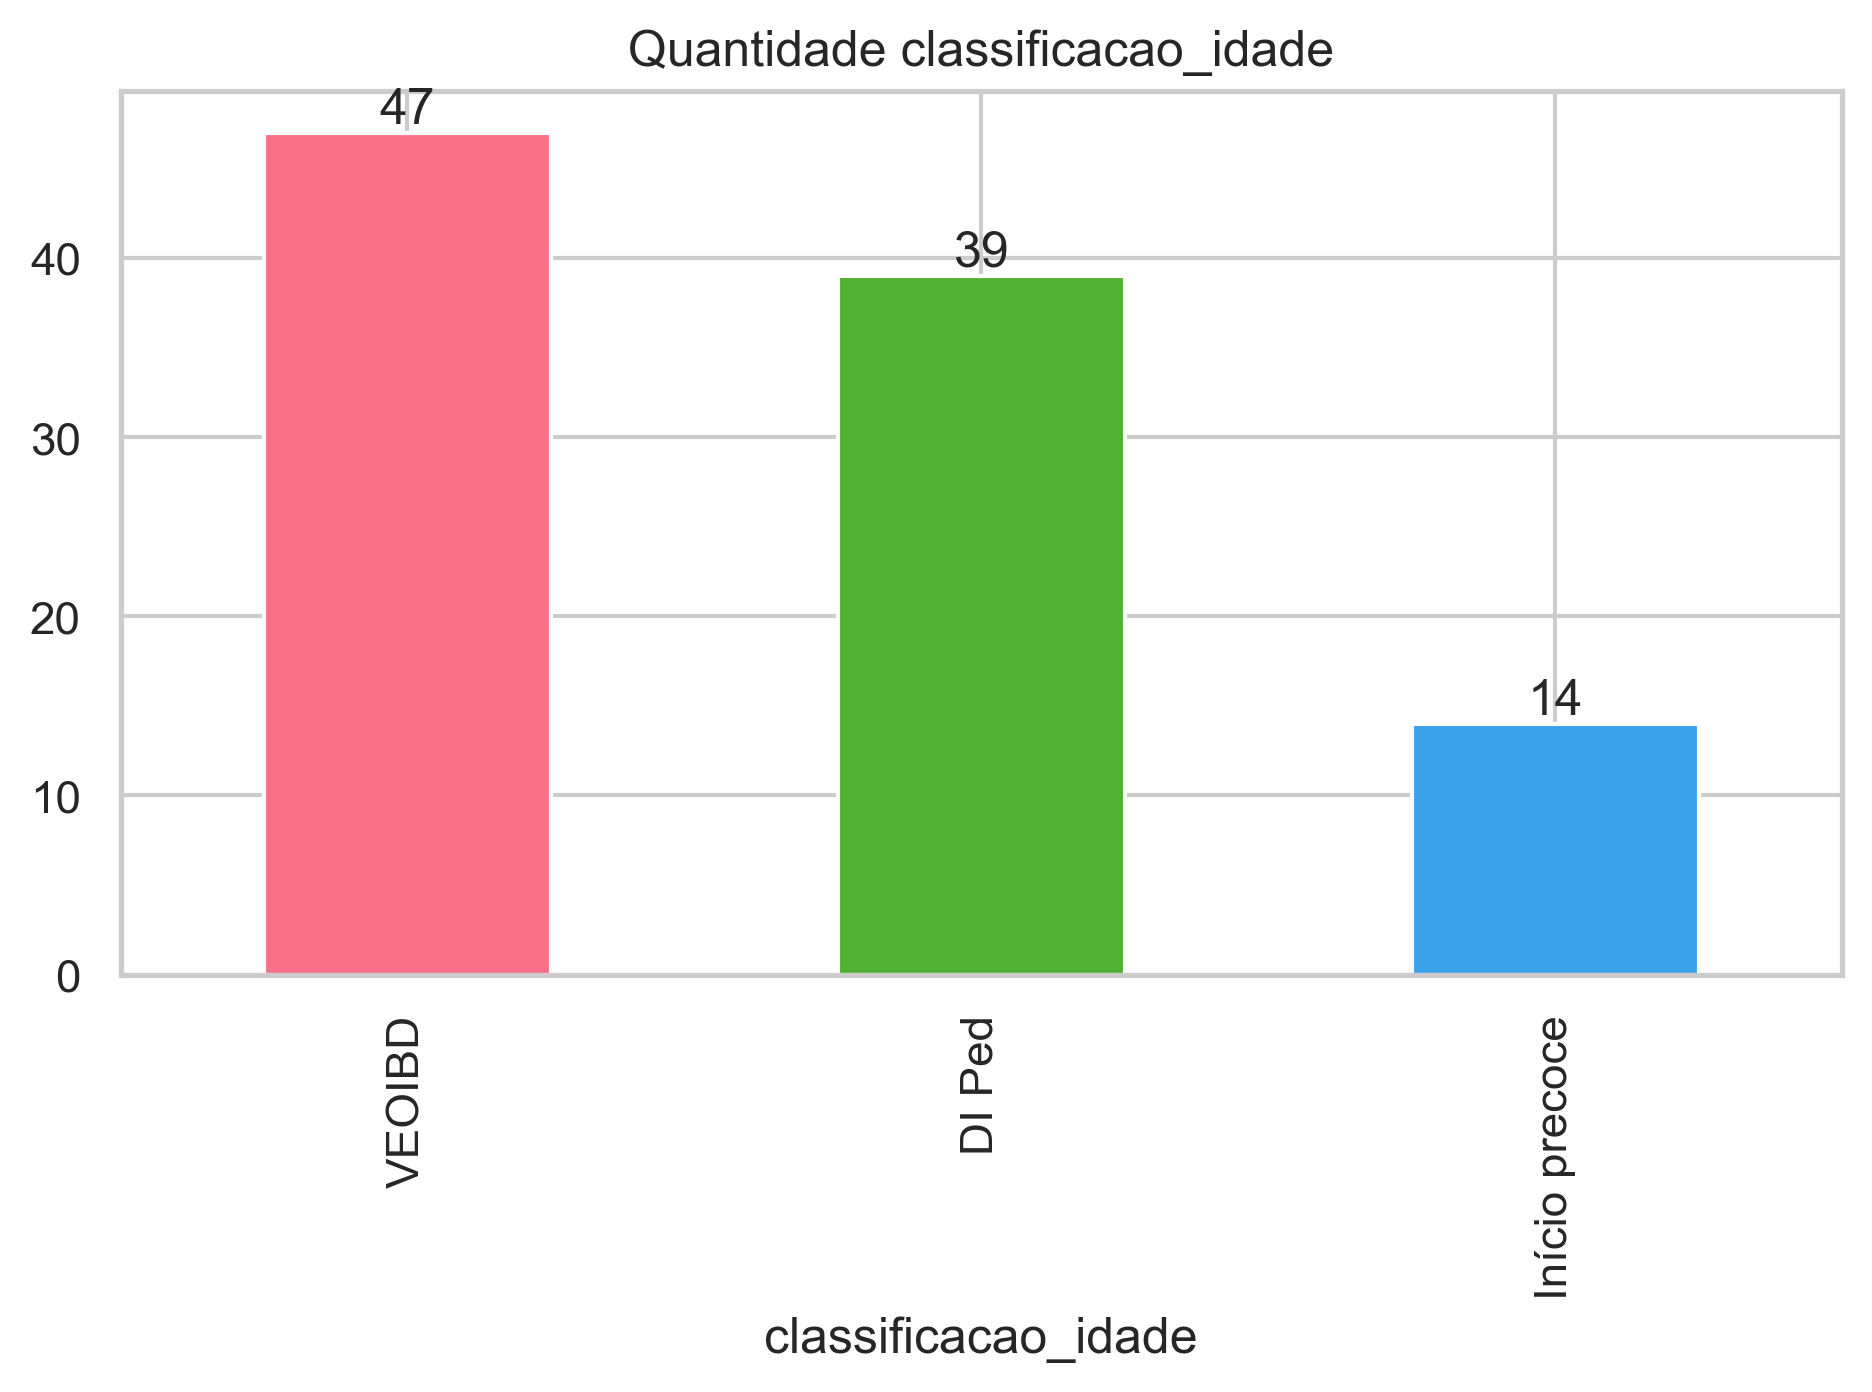 Quantidade classificacao_idade
47
39
14
40
30
20
10
0
VEOIBD
DI Ped
Início precoce
classificacao_idade